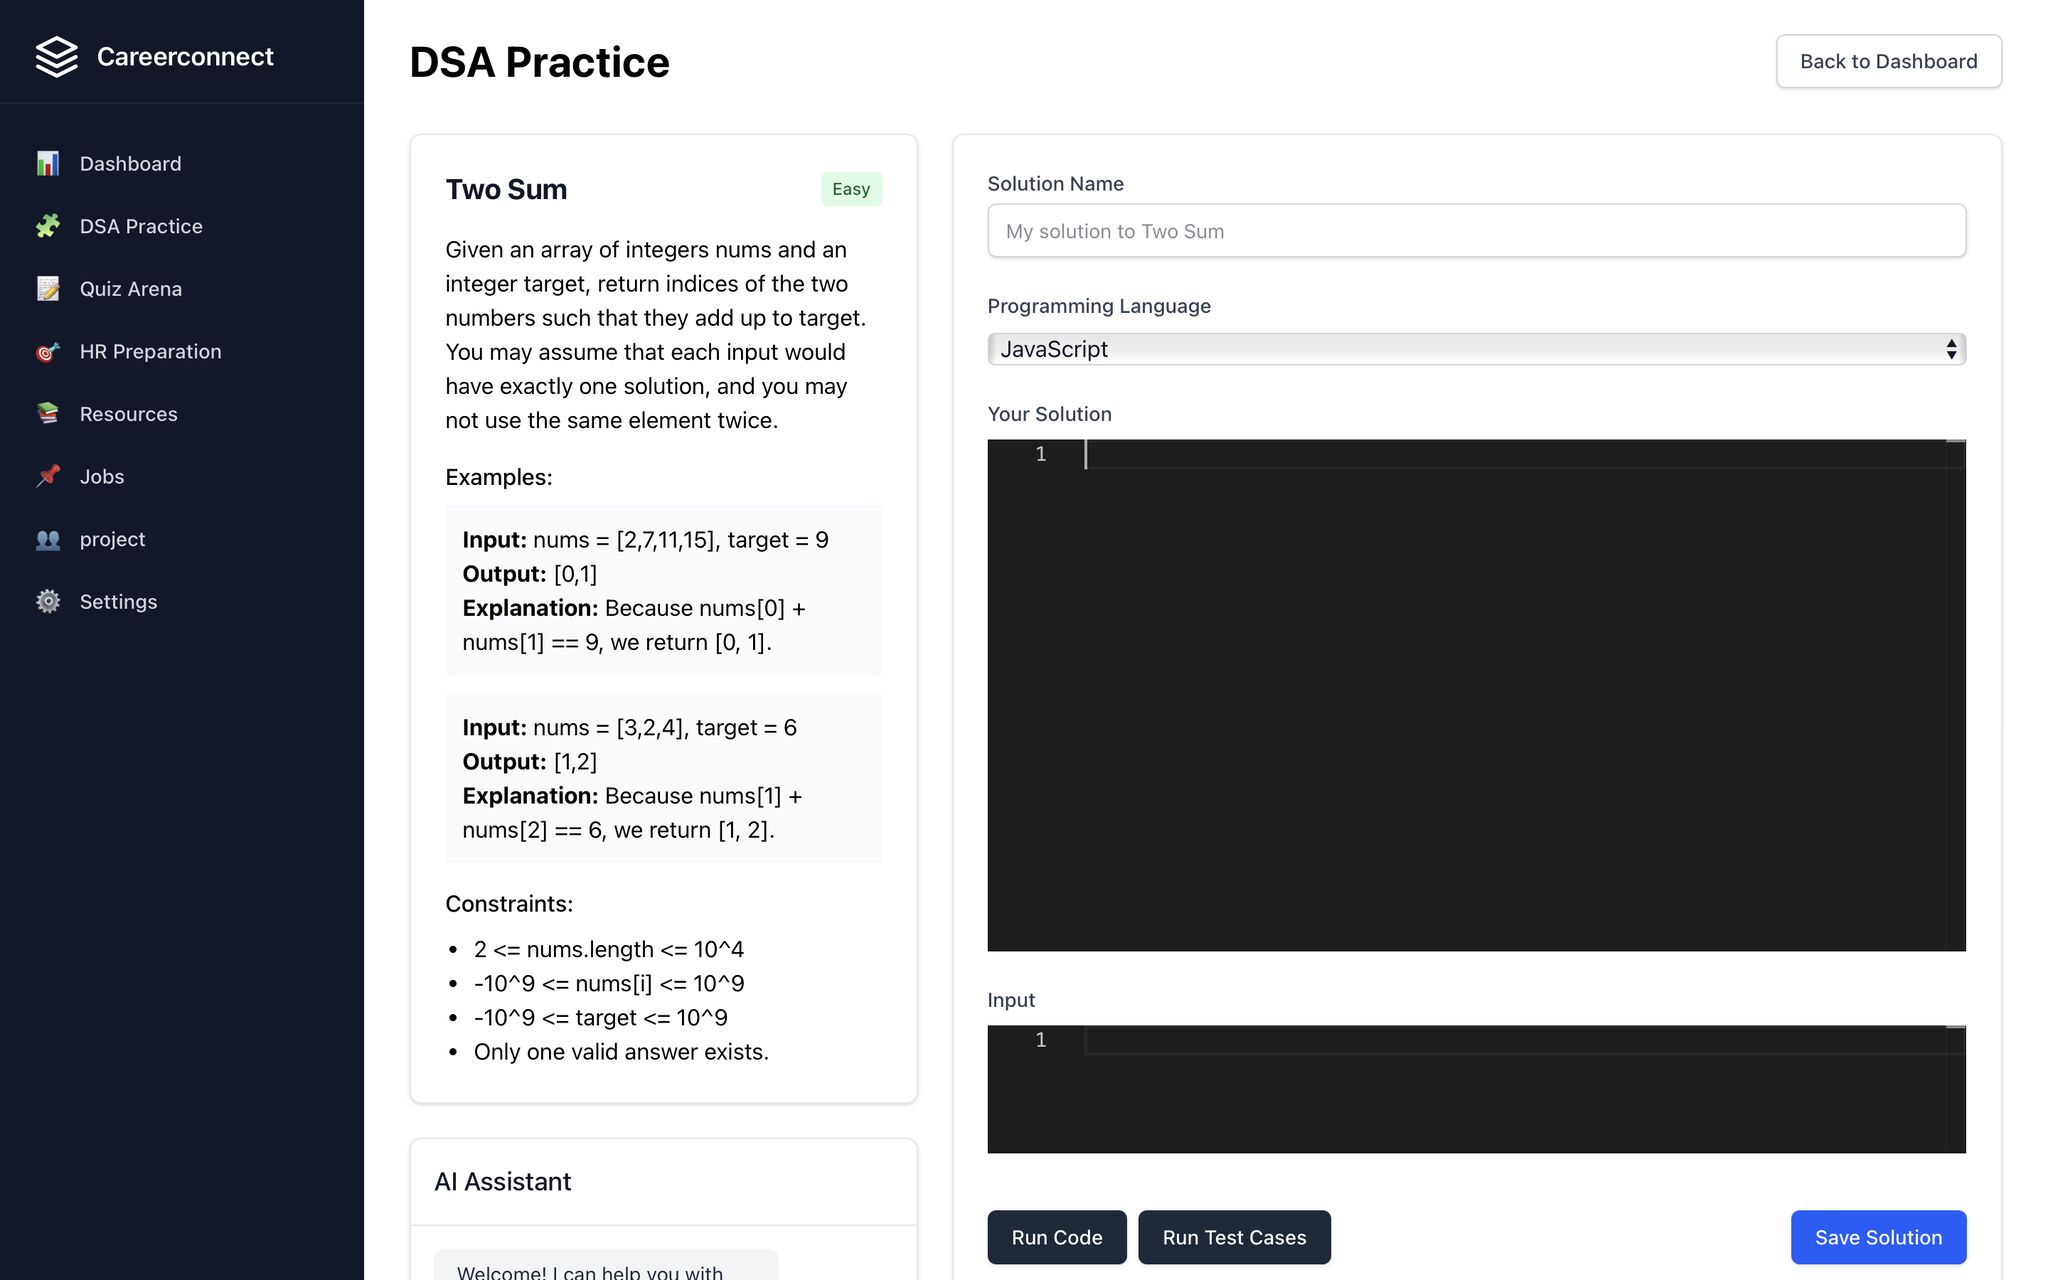 Careerconnect
Dashboard
DSA Practice
Quiz Arena
HR Preparation
Resources
Jobs
project
Settings
DSA Practice
Back to Dashboard
Two Sum
Easy
Given an array of integers nums and an
integer target, return indices of the two
numbers such that they add up to target.
You may assume that each input would
have exactly one solution, and you may
not use the same element twice.
Examples:
Input: nums = [2,7,11,15], target = 9
Output: [0,1]
Explanation: Because nums[0] +
nums[1] == 9, we return [0, 1].
Input: nums = [3,2,4], target = 6
Output: [1,2]
Explanation: Because nums[1] +
nums[2] == 6, we return [1, 2].
Constraints:
• 2 <= nums.length <= 10^4
• -10^9 <= nums[i] <= 10^9
• -10^9 <= target <= 10^9
• Only one valid answer exists.
AI Assistant
Welcome! I can help you with
Solution Name
My solution to Two Sum
Programming Language
JavaScript
Your Solution
1
Input
1
Run Code
Run Test Cases
Save Solution